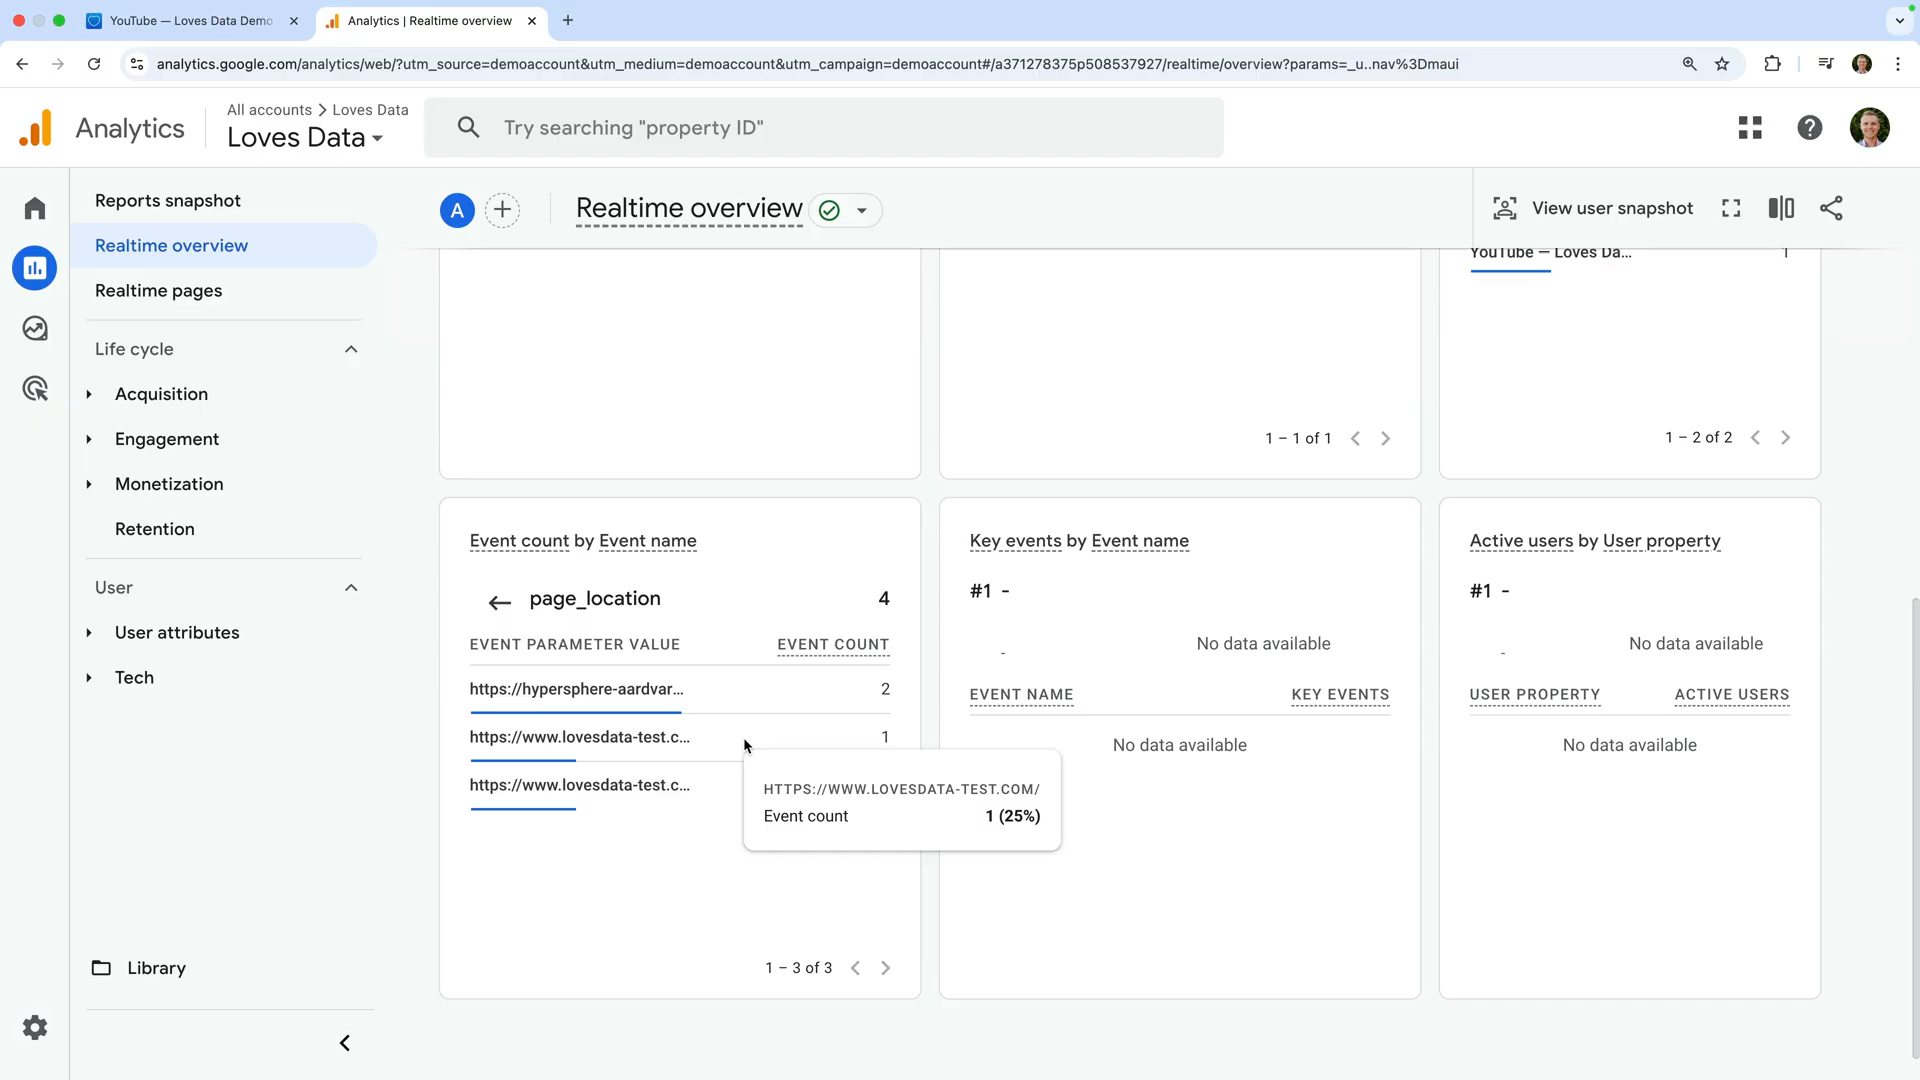 YouTube — Loves Data Demo
Analytics | Realtime overview
analytics.google.com/analytics/web/?utm_source=demoaccount&utm_medium=demoaccount&utm_campaign=demoaccount#/a371278375p508537927/realtime/overview?params=_u..nav%3Dmaui
Analytics
All accounts > Loves Data
Loves Data
Try searching "property ID"
Reports snapshot
Realtime overview
Realtime pages
Life cycle
Acquisition
Engagement
Monetization
Retention
User
User attributes
Tech
Library
A
Realtime overview
View user snapshot
YouTube — Loves Da... 1
1 – 1 of 1
1 – 2 of 2
Event count by Event name
page_location 4
EVENT PARAMETER VALUE EVENT COUNT
https://hypersphere-aardvar... 2
https://www.lovesdata-test.c... 1
https://www.lovesdata-test.c...
HTTPS://WWW.LOVESDATA-TEST.COM/
Event count 1 (25%)
1 – 3 of 3
Key events by Event name
#1 -
No data available
-
EVENT NAME KEY EVENTS
No data available
Active users by User property
#1 -
No data available
-
USER PROPERTY ACTIVE USERS
No data available